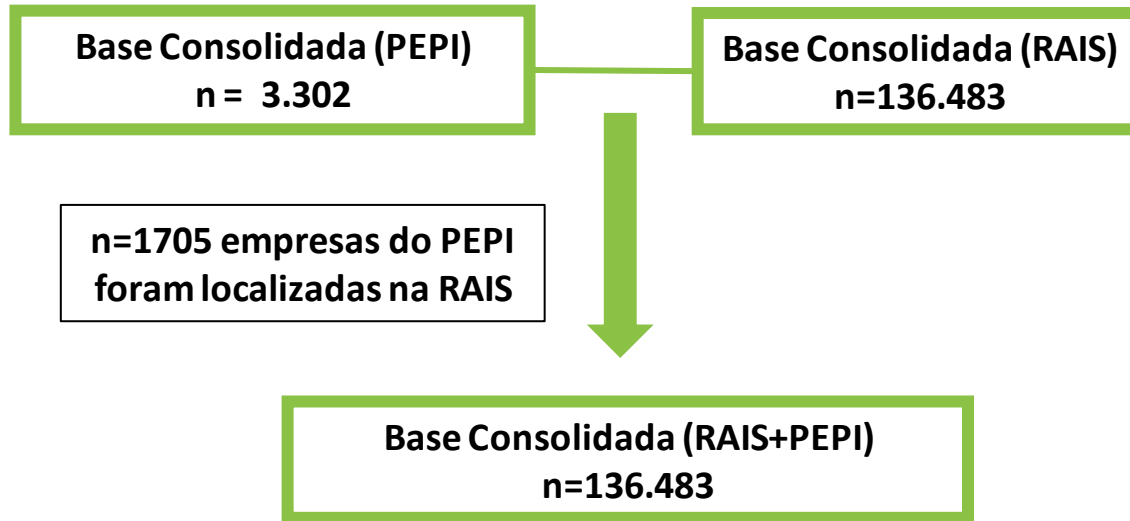 Base Consolidada (PEPI)
n = 3.302
Base Consolidada (RAIS)
n=136.483
n=1705 empresas do PEPI
foram localizadas na RAIS
Base Consolidada (RAIS+PEPI)
n=136.483